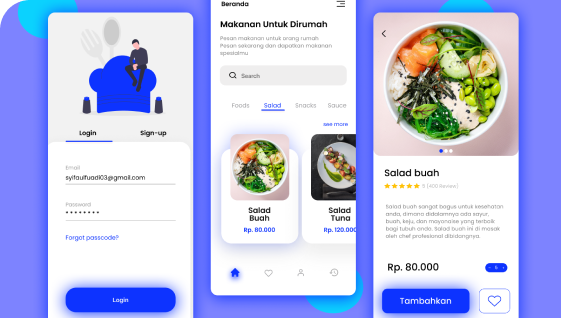 Login
Sign-up
Email
syifaulfuad103@gmail.com
Password
Forgot passcode?
Login
Beranda
Makanan Untuk Dirumah
Pesan makanan untuk orang rumah
Pesan sekarang dan dapatkan makanan
spesialmu
Search
Foods
Salad
Snacks
Sauce
see more
Salad
Buah
Rp. 80.000
Salad
Tuna
Rp. 120.000
Salad buah
5 (400 Review)
Salad buah sangat bagus untuk kesehatan
anda, dimana didalamnya ada sayur,
buah, keju, dan mayonaise yang terbaik
bagi tubuh anda. Salad buah ini di masak
oleh chef profesional dibidangnya.
Rp. 80.000
- 5 +
Tambahkan